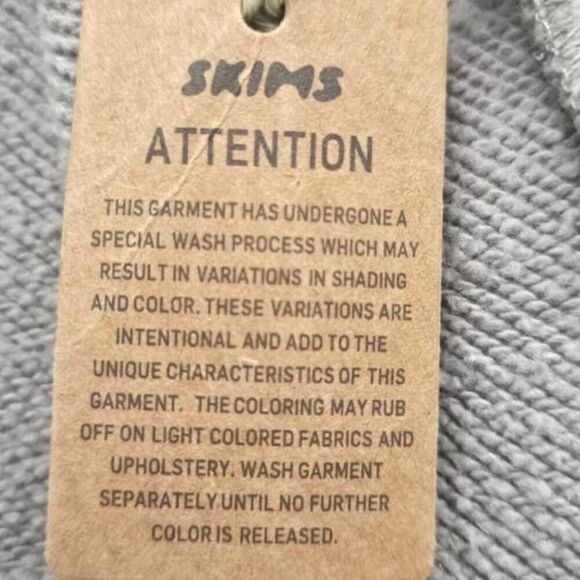 SKIMS
ATTENTION
THIS GARMENT HAS UNDERGONE A
SPECIAL WASH PROCESS WHICH MAY
RESULT IN VARIATIONS IN SHADING
AND COLOR. THESE VARIATIONS ARE
INTENTIONAL AND ADD TO THE
UNIQUE CHARACTERISTICS OF THIS
GARMENT. THE COLORING MAY RUB
OFF ON LIGHT COLORED FABRICS AND
UPHOLSTERY. WASH GARMENT
SEPARATELY UNTIL NO FURTHER
COLOR IS RELEASED.